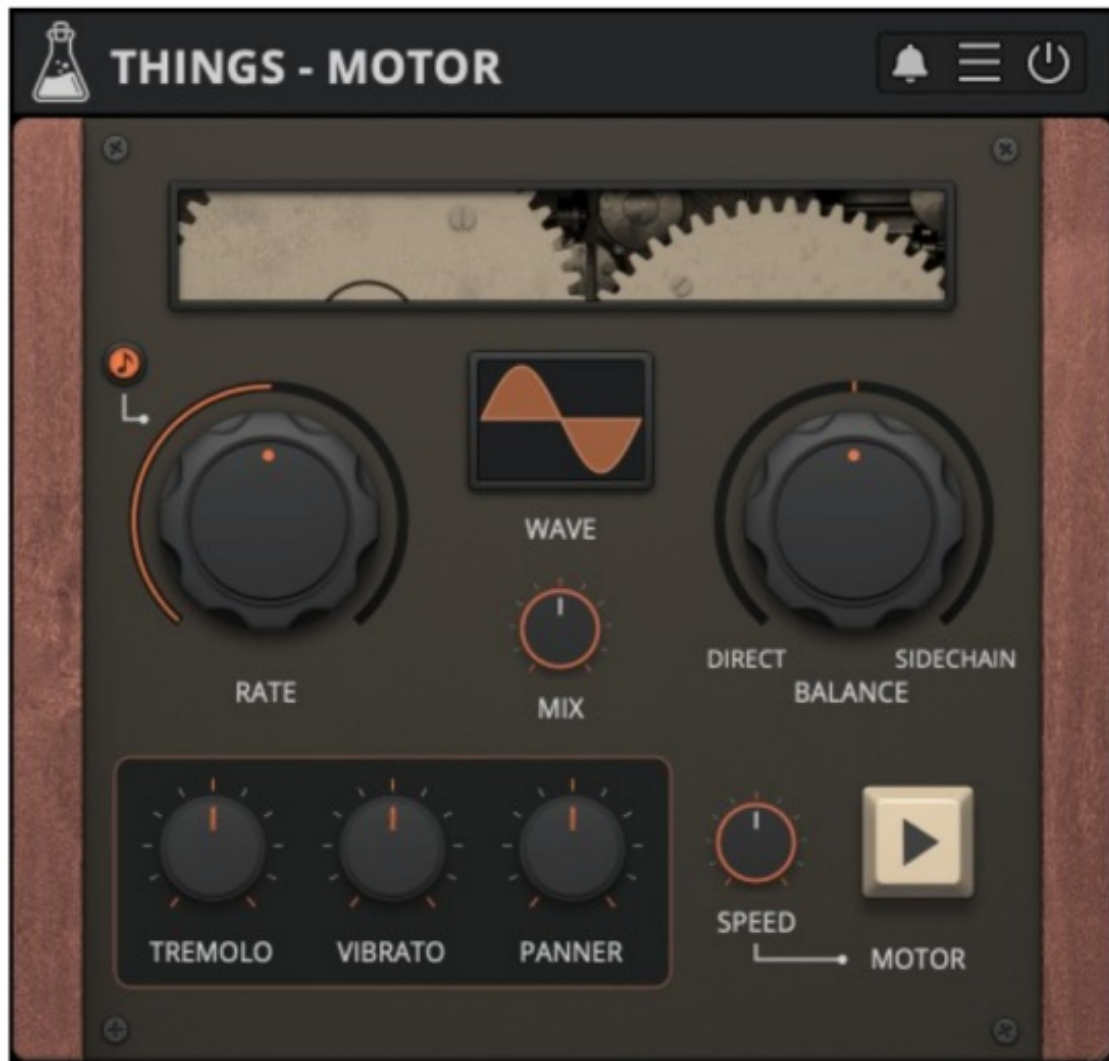 THINGS - MOTOR
WAVE
DIRECT
SIDECHAIN
RATE
MIX
BALANCE
TREMOLO
VIBRATO
PANNER
SPEED
MOTOR